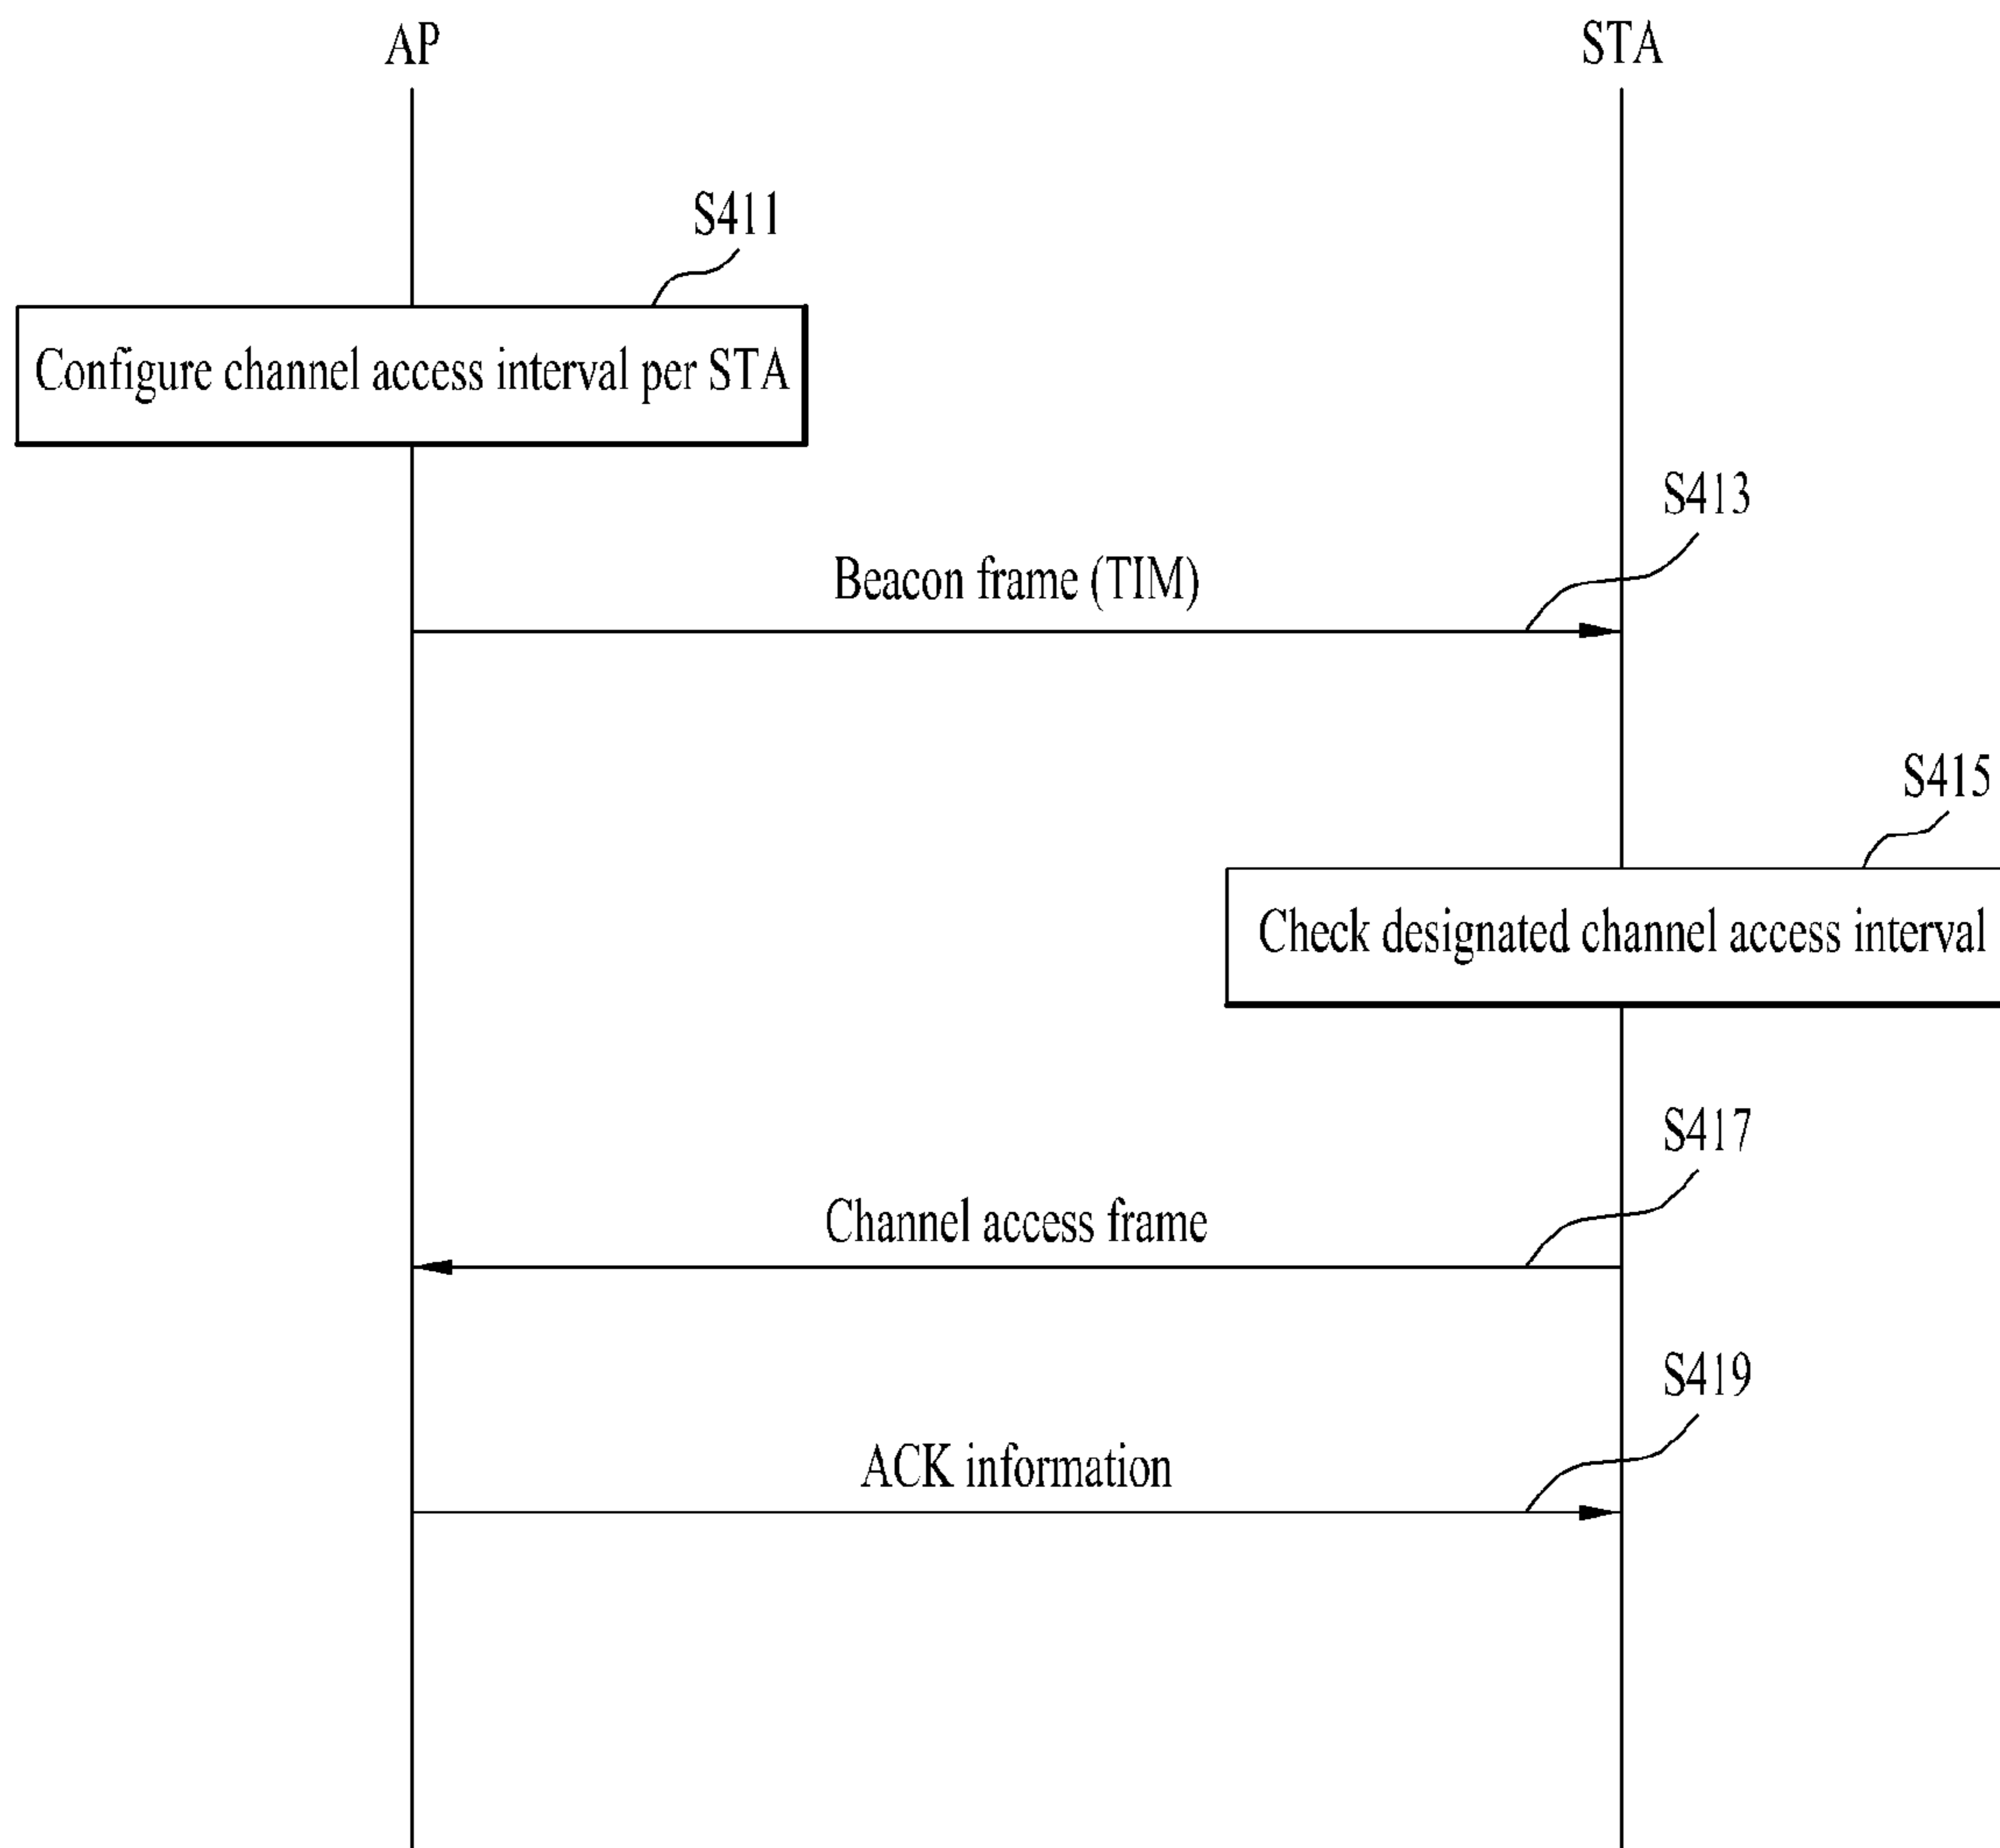 AP
STA
S411
Configure channel access interval per STA
S413
Beacon frame (TIM)
S415
Check designated channel access interval
S417
Channel access frame
S419
ACK information